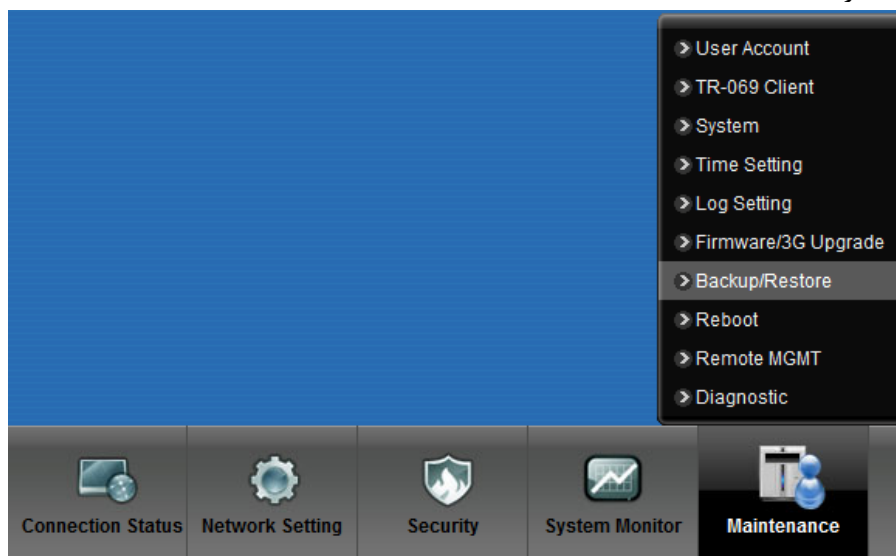 User Account
TR-069 Client
System
Time Setting
Log Setting
Firmware/3G Upgrade
Backup/Restore
Reboot
Remote MGMT
Diagnostic
Connection Status
Network Setting
Security
System Monitor
Maintenance